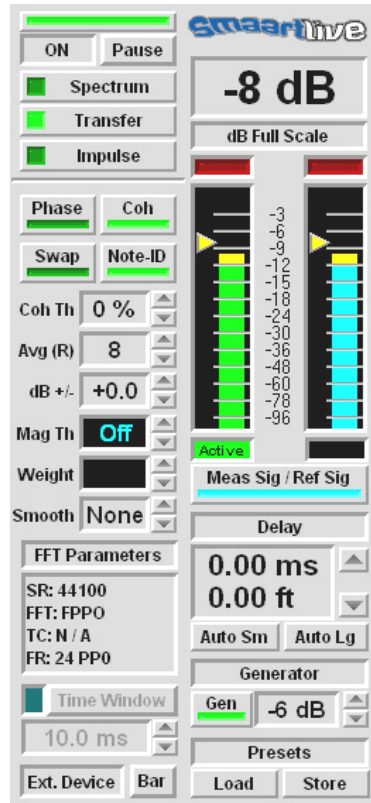 smaartlive
ON Pause
Spectrum
Transfer
Impulse
-8 dB
dB Full Scale
Phase Coh
Swap Note-ID
Coh Th 0 %
Avg (R) 8
dB +/- +0.0
Mag Th Off
Weight
Smooth None
-3
-6
-9
-12
-15
-18
-24
-30
-36
-48
-60
-78
-96
Active
Meas Sig / Ref Sig
FFT Parameters
SR: 44100
FFT: FPPO
TC: N / A
FR: 24 PPO
Time Window
10.0 ms
Ext. Device Bar
Delay
0.00 ms
0.00 ft
Auto Sm Auto Lg
Generator
Gen -6 dB
Presets
Load Store